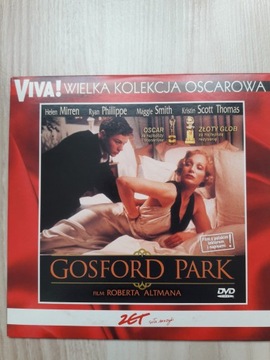 VIVA! WIELKA KOLEKCJA OSCAROWA
Helen Mirren Ryan Phillippe Maggie Smith Kristin Scott Thomas
OSCAR
ZŁOTY GLOB
GOSFORD PARK
FILM ROBERTA ALTMANA
DVD
ZET